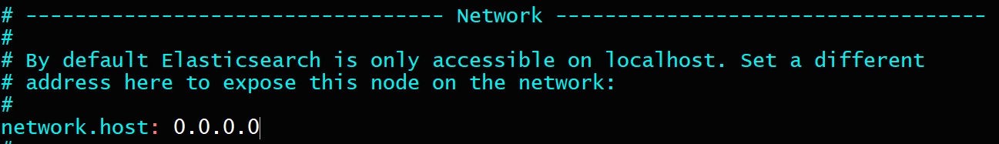 # ---------------------------------- Network -----------------------------------
#
# By default Elasticsearch is only accessible on localhost. Set a different
# address here to expose this node on the network:
#
network.host: 0.0.0.0
#